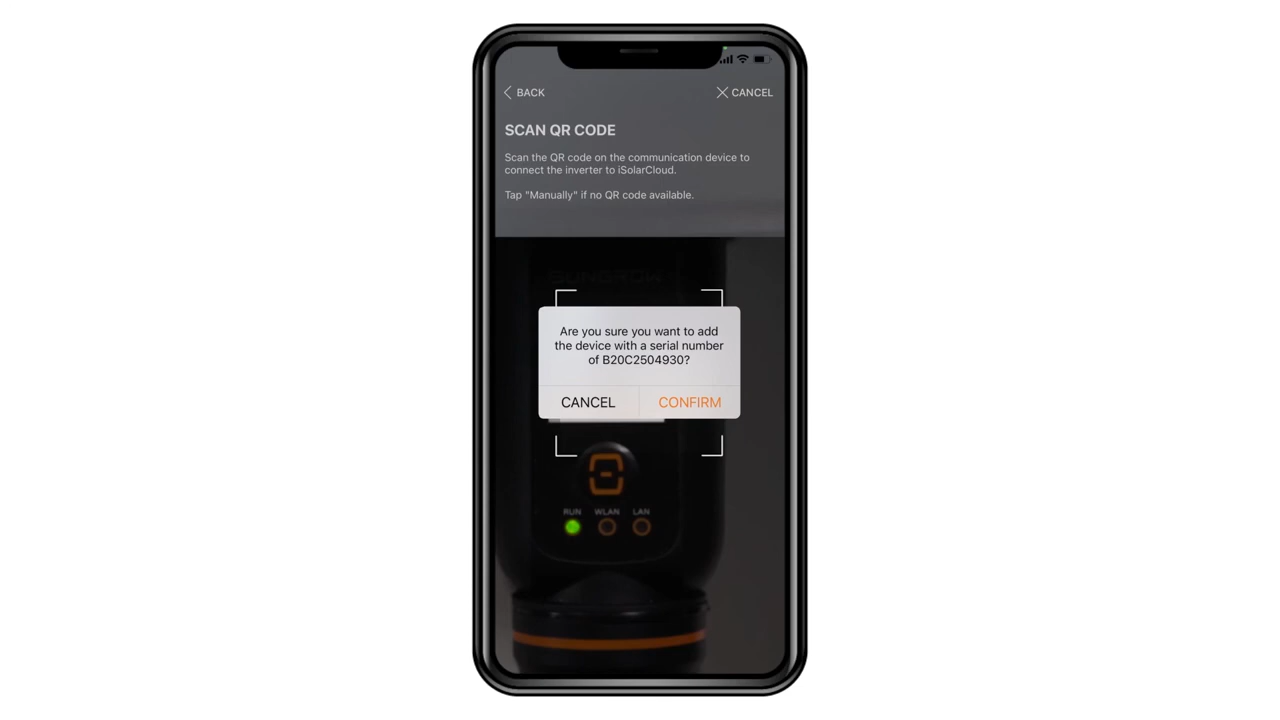 BACK
CANCEL
SCAN QR CODE
Scan the QR code on the communication device to
connect the inverter to iSolarCloud.
Tap "Manually" if no QR code available.
SUNGROW
Are you sure you want to add
the device with a serial number
of B20C2504930?
CANCEL
CONFIRM
RUN WLAN LAN